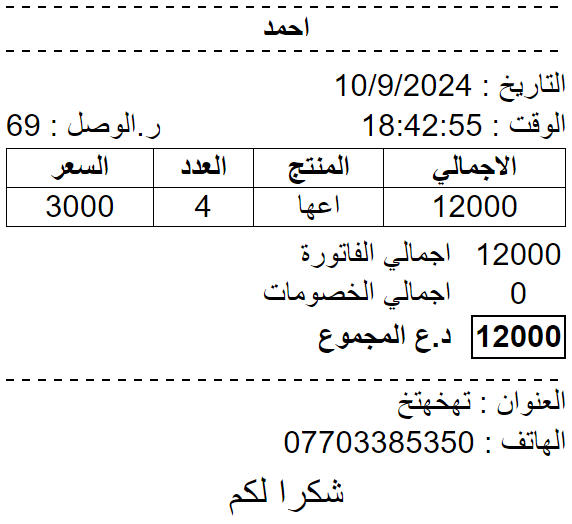 احمد
التاريخ : 10/9/2024
الوقت : 18:42:55 ر.الوصل : 69
الاجمالي المنتج العدد السعر
12000 اعها 4 3000
12000 اجمالي الفاتورة
0 اجمالي الخصومات
12000 د.ع المجموع
العنوان : تهخهتخ
الهاتف : 07703385350
شكرا لكم